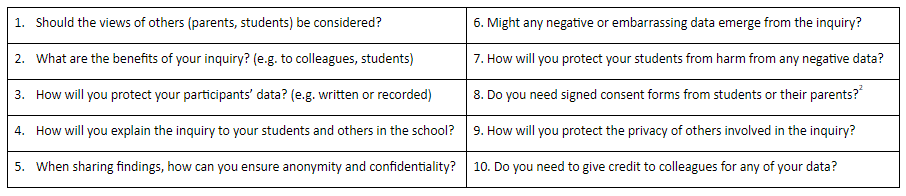 1. Should the views of others (parents, students) be considered?
6. Might any negative or embarrassing data emerge from the inquiry?
2. What are the benefits of your inquiry? (e.g. to colleagues, students)
7. How will you protect your students from harm from any negative data?
3. How will you protect your participants' data? (e.g. written or recorded)
8. Do you need signed consent forms from students or their parents?²
4. How will you explain the inquiry to your students and others in the school?
9. How will you protect the privacy of others involved in the inquiry?
5. When sharing findings, how can you ensure anonymity and confidentiality?
10. Do you need to give credit to colleagues for any of your data?